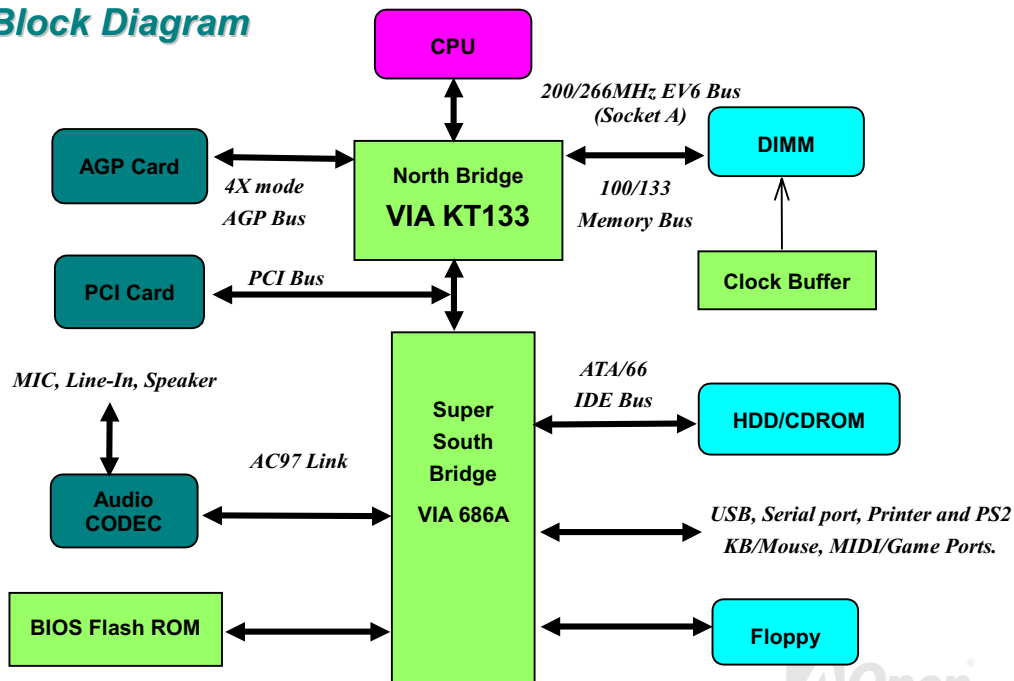 Block Diagram
CPU
200/266MHz EV6 Bus
(Socket A)
AGP Card
4X mode
AGP Bus
North Bridge
VIA KT133
DIMM
100/133
Memory Bus
PCI Card
PCI Bus
Clock Buffer
MIC, Line-In, Speaker
ATA/66
IDE Bus
Super
South
Bridge
VIA 686A
HDD/CDROM
AC97 Link
Audio
CODEC
USB, Serial port, Printer and PS2
KB/Mouse, MIDI/Game Ports.
BIOS Flash ROM
Floppy